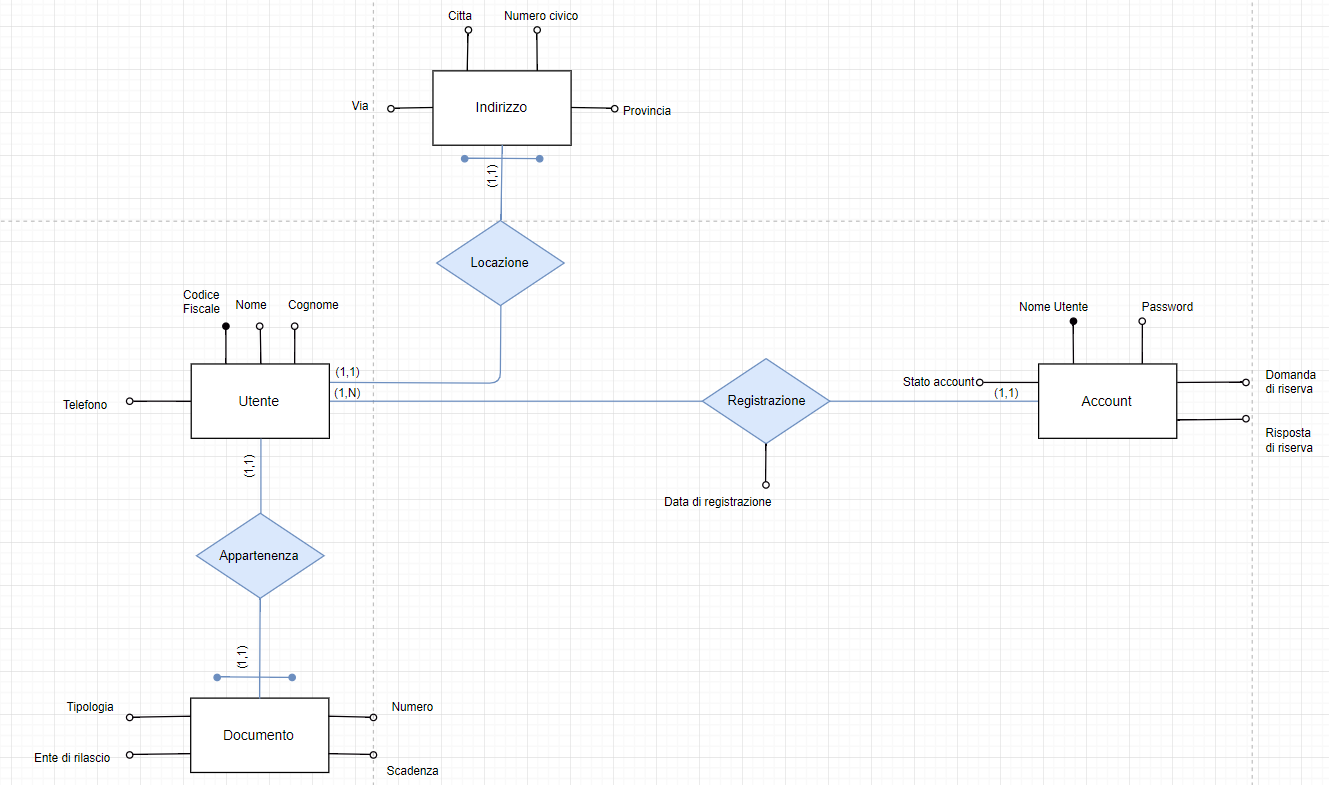 Citta
Numero civico
Via
Indirizzo
Provincia
(1,1)
Locazione
Codice
Fiscale
Nome
Cognome
(1,1)
(1,N)
Telefono
Utente
Registrazione
Data di registrazione
Nome Utente
Password
Stato account
(1,1)
Account
Domanda
di riserva
Risposta
di riserva
(1,1)
Appartenenza
(1,1)
Tipologia
Numero
Documento
Ente di rilascio
Scadenza